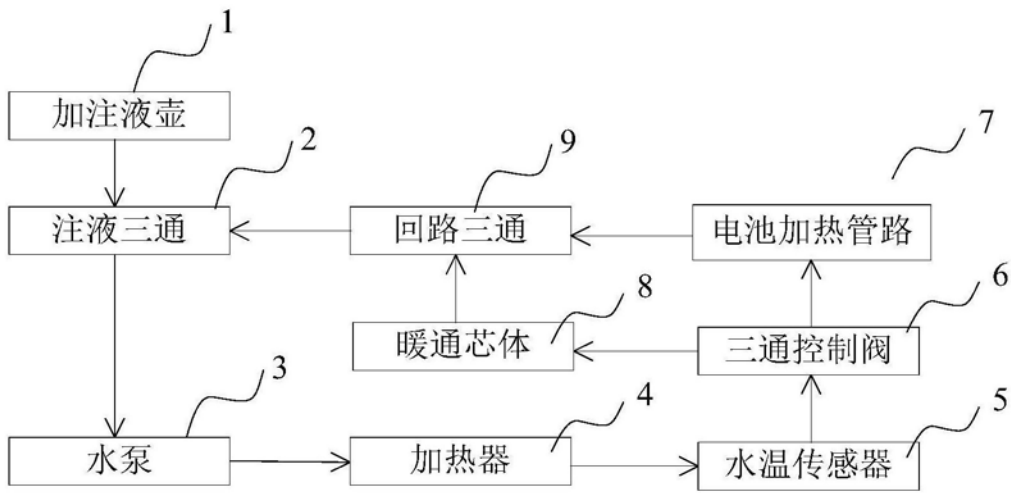 1
加注液壶
2
9
7
注液三通
回路三通
电池加热管路
8
6
暖通芯体
三通控制阀
3
4
5
水泵
加热器
水温传感器